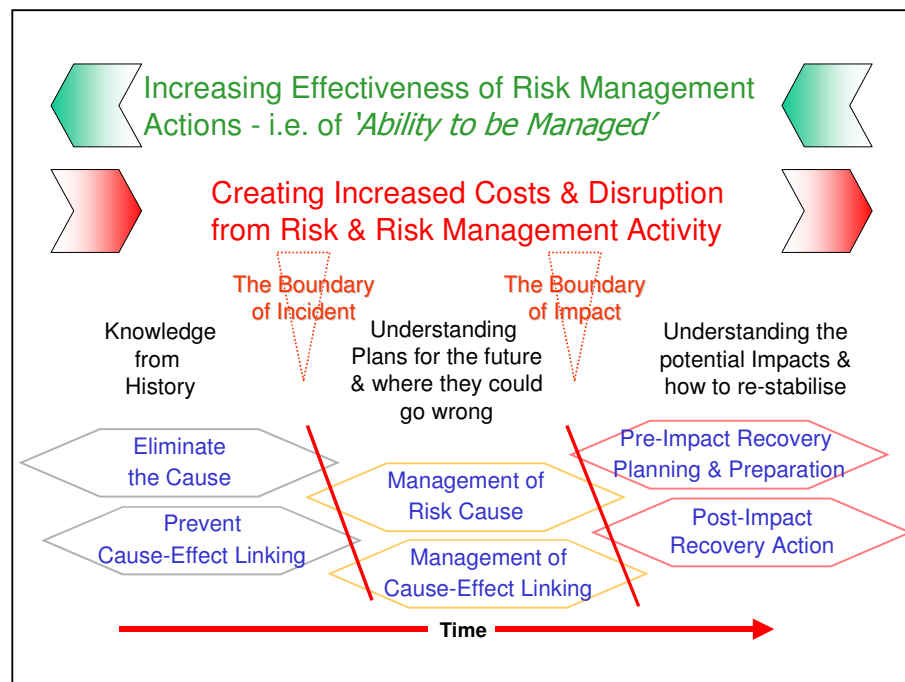 Increasing Effectiveness of Risk Management
Actions - i.e. of ‘Ability to be Managed’
Creating Increased Costs & Disruption
from Risk & Risk Management Activity
The Boundary
of Incident
The Boundary
of Impact
Knowledge
from
History
Understanding
Plans for the future
& where they could
go wrong
Understanding the
potential Impacts &
how to re-stabilise
Eliminate
the Cause
Prevent
Cause-Effect Linking
Management of
Risk Cause
Management of
Cause-Effect Linking
Pre-Impact Recovery
Planning & Preparation
Post-Impact
Recovery Action
Time